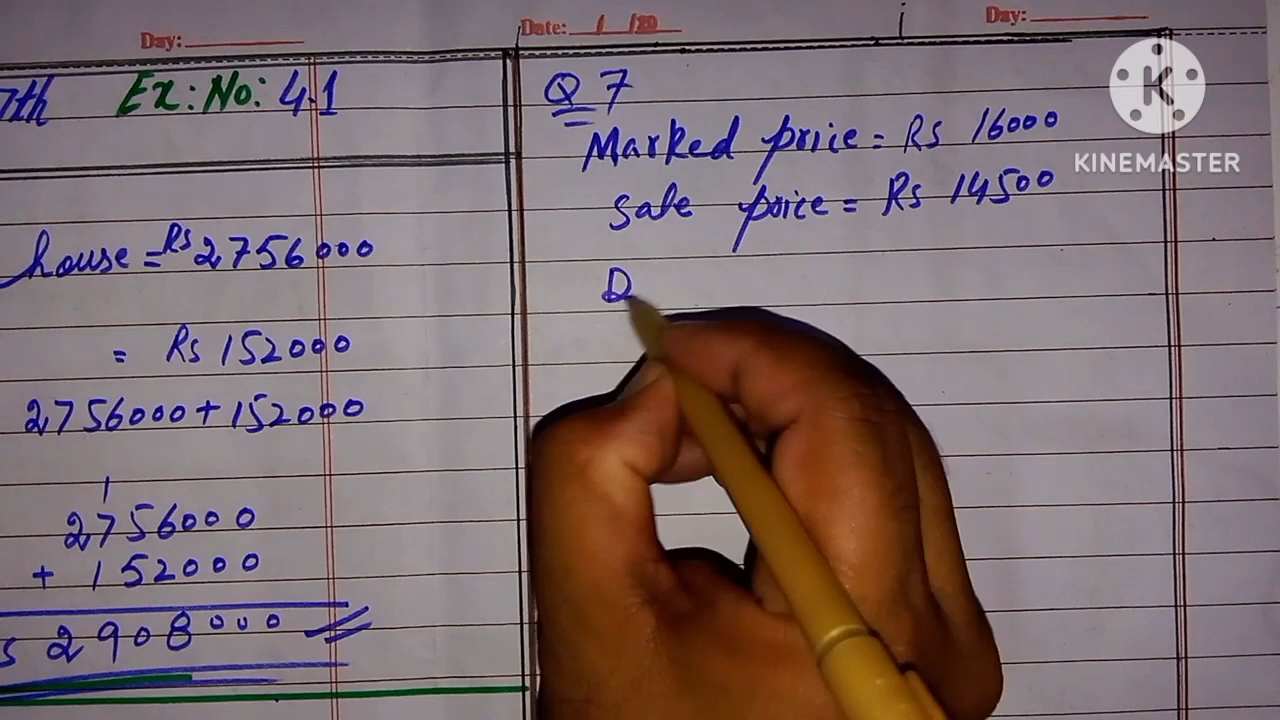 Day:
7th Ex: No: 4.1
house = Rs 2756000
= Rs 152000
2756000 + 152000
1
2756000
+ 152000
s 2908000
Date: / /20
Day:
Q 7
Marked price = Rs 16000
Sale price = Rs 14500
D
K
KINEMASTER